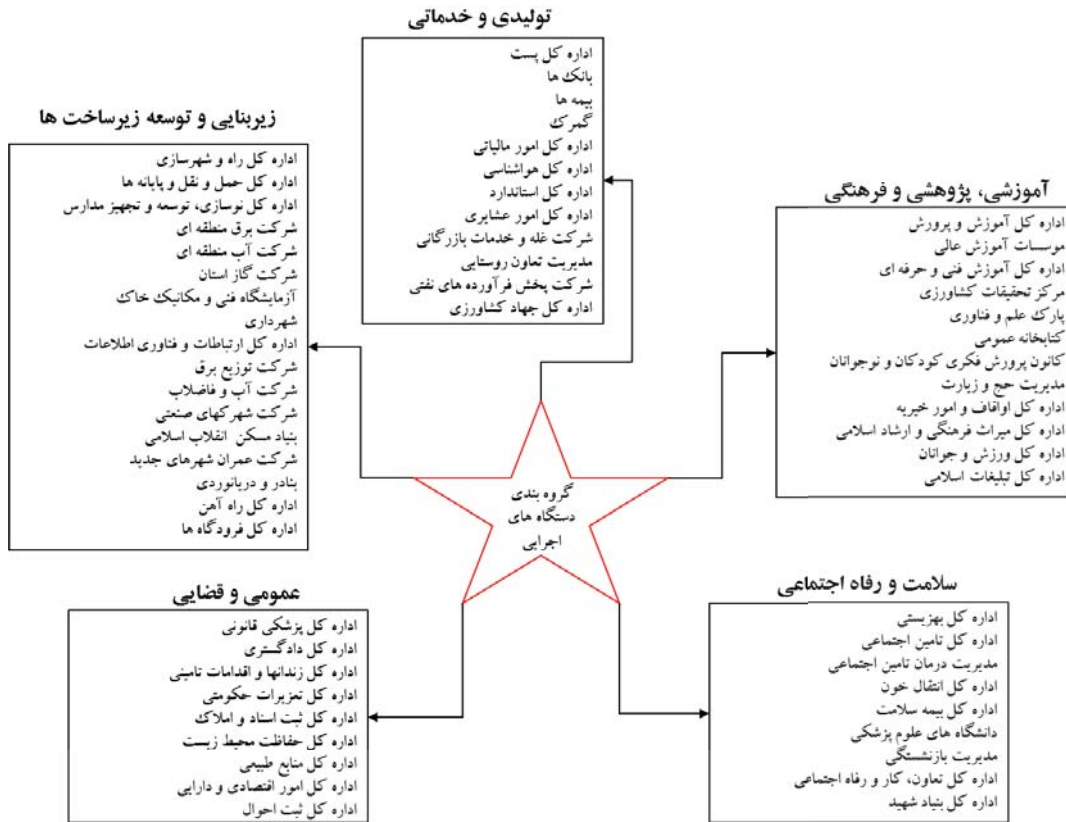 تولیدی و خدماتی
اداره کل پست
بانک ها
بیمه ها
گمرک
اداره کل امور مالیاتی
اداره کل هواشناسی
اداره کل استاندارد
اداره کل امور عشایری
شرکت غله و خدمات بازرگانی
مدیریت تعاون روستایی
شرکت پخش فرآورده های نفتی
اداره کل جهاد کشاورزی
آموزشی، پژوهشی و فرهنگی
اداره کل آموزش و پرورش
موسسات آموزش عالی
اداره کل آموزش فنی و حرفه ای
مرکز تحقیقات کشاورزی
پارک علم و فناوری
کتابخانه عمومی
کانون پرورش فکری کودکان و نوجوانان
مدیریت حج و زیارت
اداره کل اوقاف و امور خیریه
اداره کل میراث فرهنگی و ارشاد اسلامی
اداره کل ورزش و جوانان
اداره کل تبلیغات اسلامی
زیربنایی و توسعه زیرساخت ها
اداره کل راه و شهرسازی
اداره کل حمل و نقل و پایانه ها
اداره کل نوسازی، توسعه و تجهیز مدارس
شرکت برق منطقه ای
شرکت آب منطقه ای
شرکت گاز استان
آزمایشگاه فنی و مکانیک خاک
شهرداری
اداره کل ارتباطات و فناوری اطلاعات
شرکت توزیع برق
شرکت آب و فاضلاب
شرکت شهرکهای صنعتی
بنیاد مسکن انقلاب اسلامی
شرکت عمران شهرهای جدید
بنادر و دریانوردی
اداره کل راه آهن
اداره کل فرودگاه ها
گروه بندی
دستگاه های
اجرایی
سلامت و رفاه اجتماعی
اداره کل بهزیستی
اداره کل تامین اجتماعی
مدیریت درمان تامین اجتماعی
اداره کل انتقال خون
اداره کل بیمه سلامت
دانشگاه های علوم پزشکی
مدیریت بازنشستگی
اداره کل تعاون، کار و رفاه اجتماعی
اداره کل بنیاد شهید
عمومی و قضایی
اداره کل پزشکی قانونی
اداره کل دادگستری
اداره کل زندانها و اقدامات تامینی
اداره کل تعزیرات حکومتی
اداره کل ثبت اسناد و املاک
اداره کل حفاظت محیط زیست
اداره کل منابع طبیعی
اداره کل امور اقتصادی و دارایی
اداره کل ثبت احوال